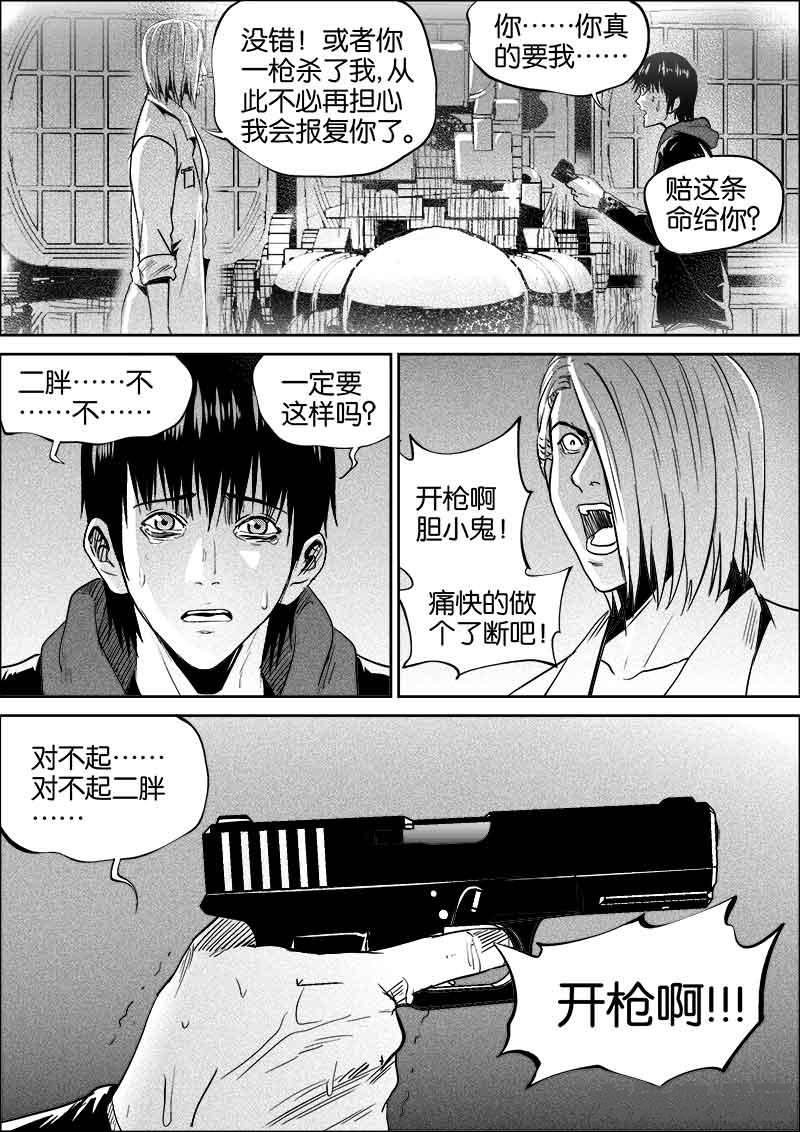 你……你真
的要我……
赔这条
命给你？
没错！或者你
一枪杀了我，从
此不必再担心
我会报复你了。
二胖……不
……不……
一定要
这样吗？
开枪啊
胆小鬼！
痛快的做
个了断吧！
对不起……
对不起二胖
……
开枪啊!!!